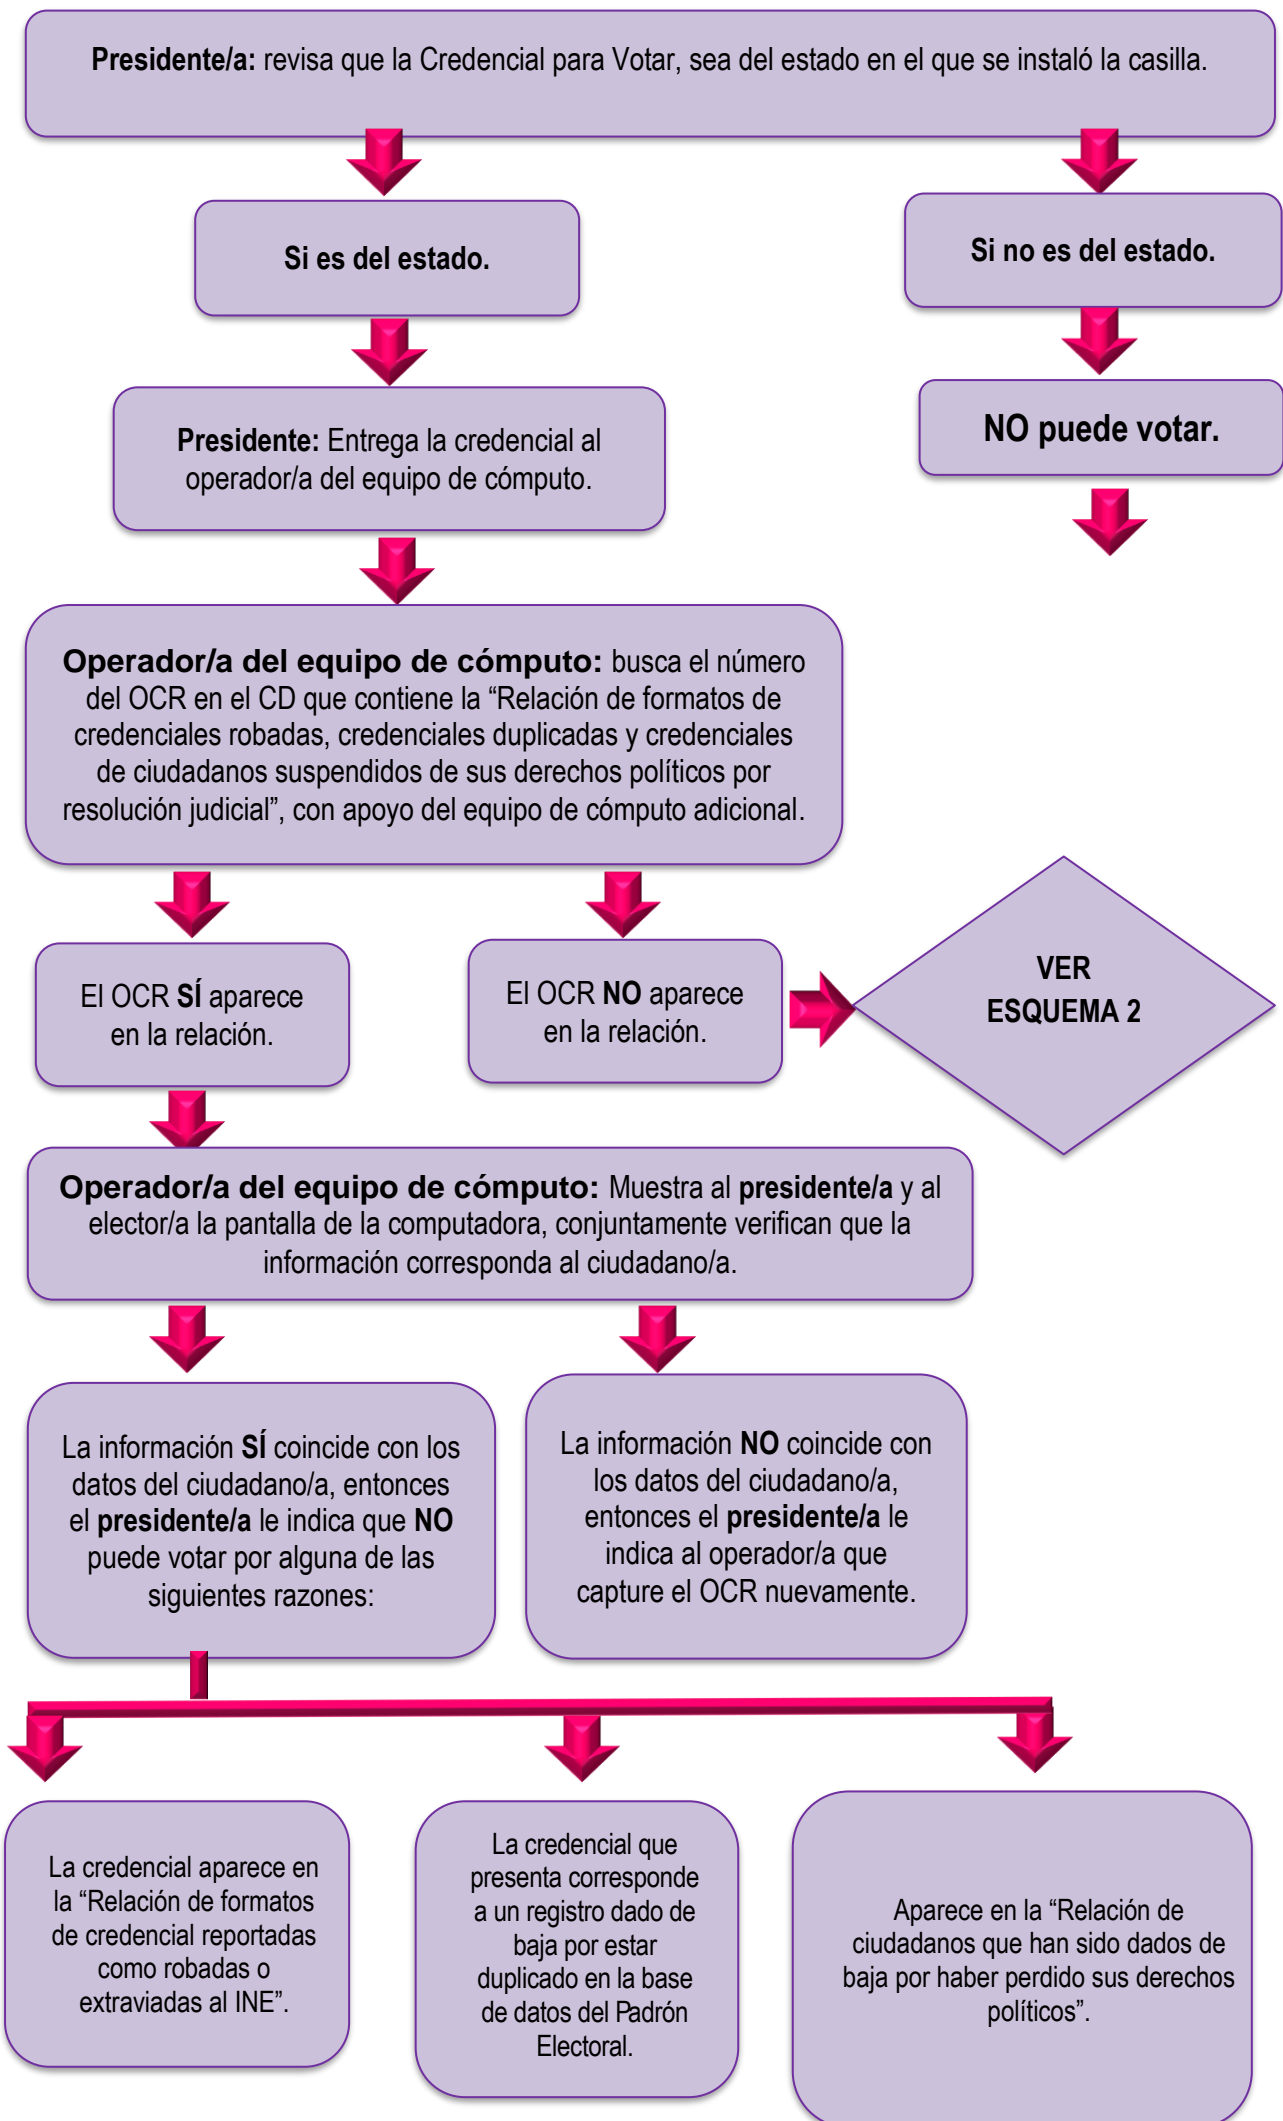 Presidente/a: revisa que la Credencial para Votar, sea del estado en el que se instaló la casilla.
Si es del estado.
Si no es del estado.
Presidente: Entrega la credencial al
operador/a del equipo de cómputo.
NO puede votar.
Operador/a del equipo de cómputo: busca el número
del OCR en el CD que contiene la “Relación de formatos de
credenciales robadas, credenciales duplicadas y credenciales
de ciudadanos suspendidos de sus derechos políticos por
resolución judicial”, con apoyo del equipo de cómputo adicional.
El OCR SÍ aparece
en la relación.
El OCR NO aparece
en la relación.
VER
ESQUEMA 2
Operador/a del equipo de cómputo: Muestra al presidente/a y al
elector/a la pantalla de la computadora, conjuntamente verifican que la
información corresponda al ciudadano/a.
La información SÍ coincide con los
datos del ciudadano/a, entonces
el presidente/a le indica que NO
puede votar por alguna de las
siguientes razones:
La información NO coincide con
los datos del ciudadano/a,
entonces el presidente/a le
indica al operador/a que
capture el OCR nuevamente.
La credencial aparece en
la “Relación de formatos
de credencial reportadas
como robadas o
extraviadas al INE”.
La credencial que
presenta corresponde
a un registro dado de
baja por estar
duplicado en la base
de datos del Padrón
Electoral.
Aparece en la “Relación de
ciudadanos que han sido dados de
baja por haber perdido sus derechos
políticos”.